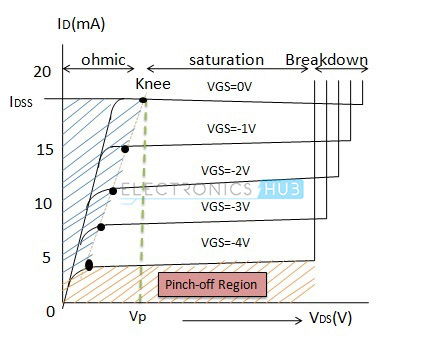 ID(mA)
ohmic
saturation
Breakdown
20
Knee
VGS=0V
IDSS
VGS=-1V
15
VGS=-2V
ELECTRONICS HUB
10
VGS=-3V
VGS=-4V
5
Pinch-off Region
0
Vp
VDS(V)